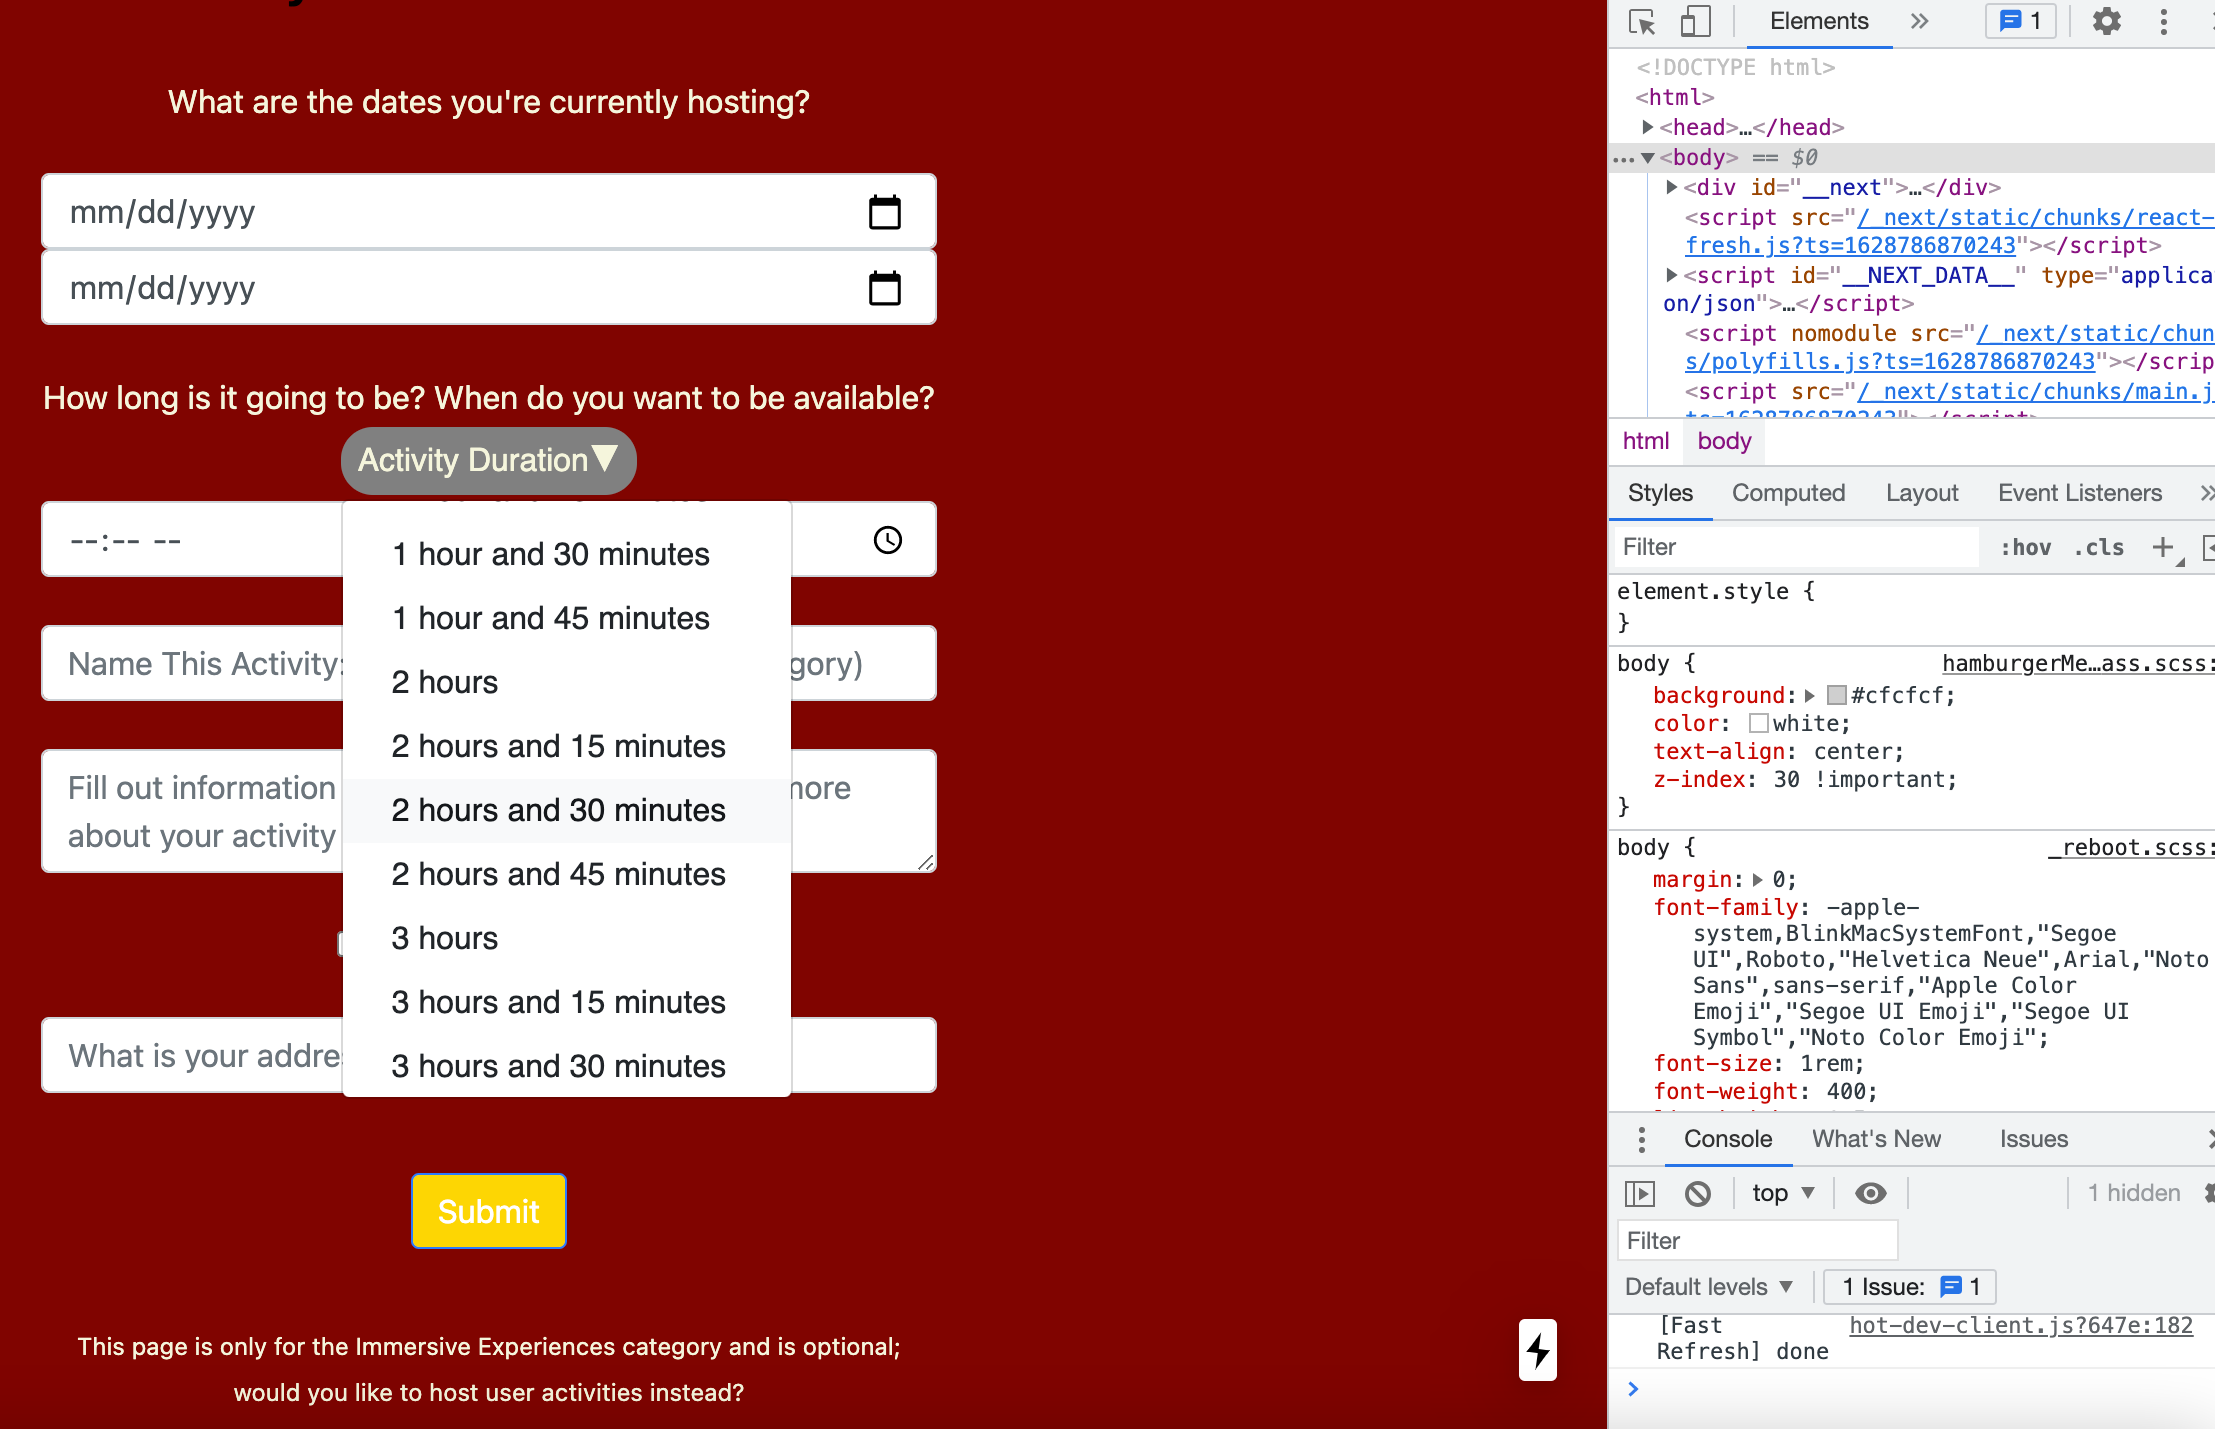 What are the dates you're currently hosting?
mm/dd/yyyy
mm/dd/yyyy
How long is it going to be? When do you want to be available?
Activity Duration▼
--:-- --
1 hour and 30 minutes
1 hour and 45 minutes
2 hours
2 hours and 15 minutes
2 hours and 30 minutes
2 hours and 45 minutes
3 hours
3 hours and 15 minutes
3 hours and 30 minutes
Name This Activity:
gory)
Fill out information
more
about your activity
What is your addre
Submit
This page is only for the Immersive Experiences category and is optional;
would you like to host user activities instead?
Elements » 1
<!DOCTYPE html>
<html>
<head>…</head>
…<body> == $0
<div id="__next">…</div>
<script src="/_next/static/chunks/react-
fresh.js?ts=1628786870243"></script>
<script id="__NEXT_DATA__" type="applica
on/json">…</script>
<script nomodule src="/_next/static/chun
s/polyfills.js?ts=1628786870243"></scrip
<script src="/_next/static/chunks/main.j
ts=1628786870243"></script>
html body
Styles Computed Layout Event Listeners »
Filter :hov .cls +
element.style {
}
body { hamburgerMe…ass.scss:
background: #cfcfcf;
color: white;
text-align: center;
z-index: 30 !important;
}
body { _reboot.scss:
margin: 0;
font-family: -apple-
system,BlinkMacSystemFont,"Segoe
UI",Roboto,"Helvetica Neue",Arial,"Noto
Sans",sans-serif,"Apple Color
Emoji","Segoe UI Emoji","Segoe UI
Symbol","Noto Color Emoji";
font-size: 1rem;
font-weight: 400;
Console What's New Issues
top ▼ 1 hidden
Filter
Default levels ▼ 1 Issue: 1
[Fast hot-dev-client.js?647e:182
Refresh] done
>